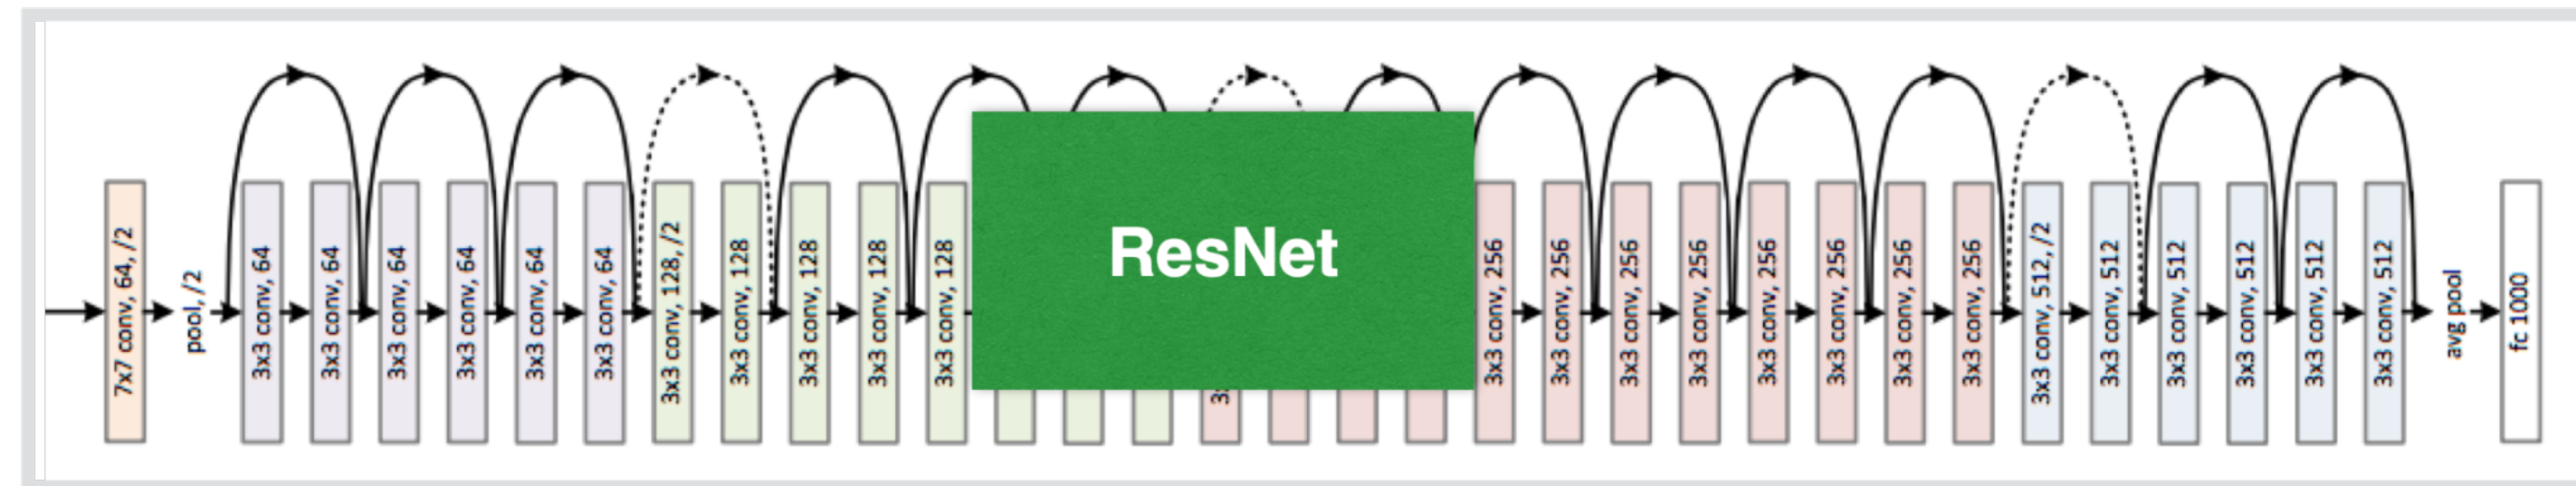 7x7 conv, 64, /2
pool, /2
3x3 conv, 64
3x3 conv, 64
3x3 conv, 64
3x3 conv, 64
3x3 conv, 64
3x3 conv, 64
3x3 conv, 128, /2
3x3 conv, 128
3x3 conv, 128
3x3 conv, 128
3x3 conv, 128
ResNet
3x3 conv, 256
3x3 conv, 256
3x3 conv, 256
3x3 conv, 256
3x3 conv, 256
3x3 conv, 256
3x3 conv, 256
3x3 conv, 256
3x3 conv, 512, /2
3x3 conv, 512
3x3 conv, 512
3x3 conv, 512
3x3 conv, 512
3x3 conv, 512
avg pool
fc 1000